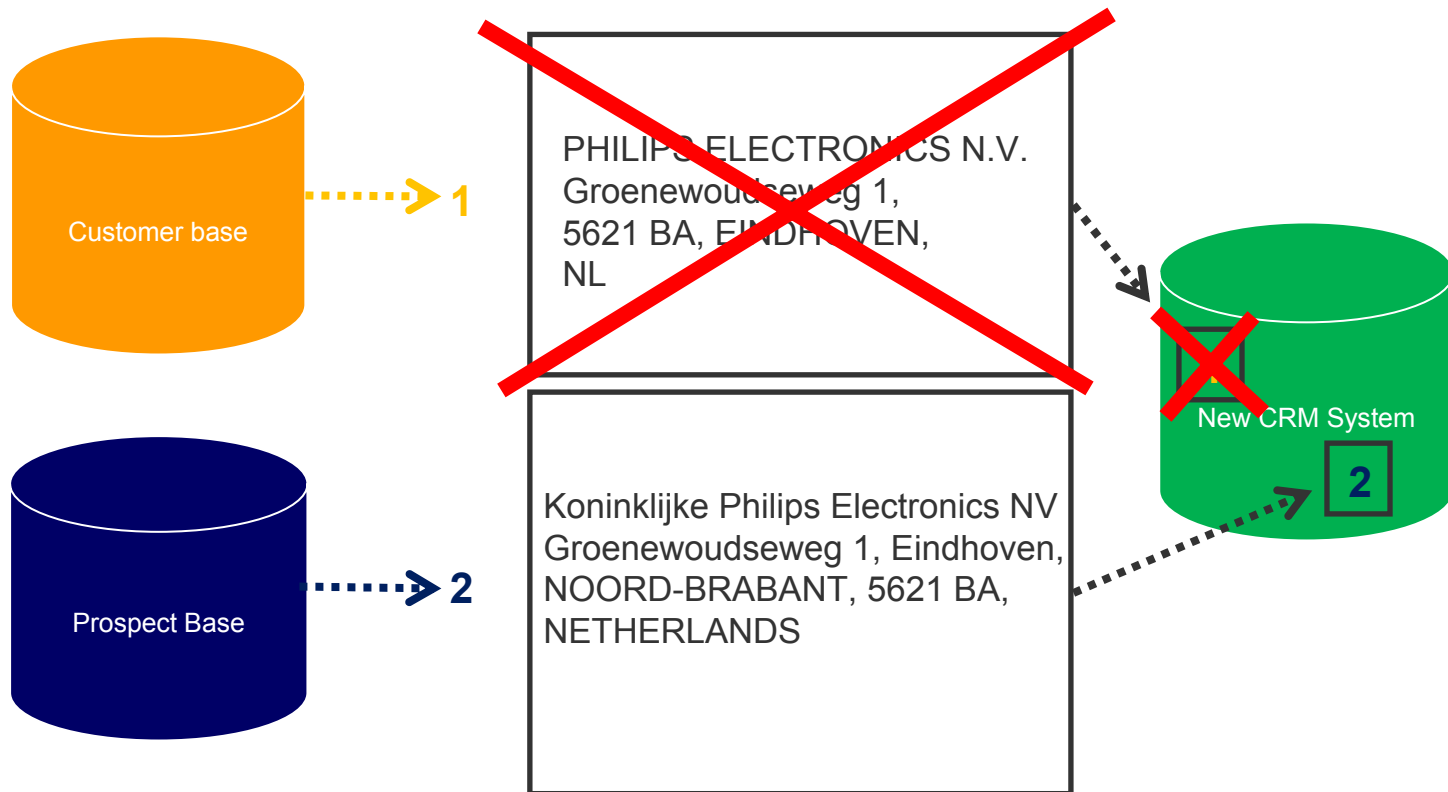 Customer base
1
PHILIPS ELECTRONICS N.V.
Groenewoudseweg 1,
5621 BA, EINDHOVEN,
NL
New CRM System
2
Prospect Base
2
Koninklijke Philips Electronics NV
Groenewoudseweg 1, Eindhoven,
NOORD-BRABANT, 5621 BA,
NETHERLANDS